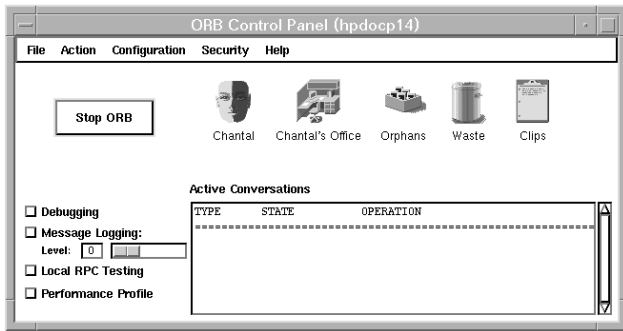 ORB Control Panel (hpdocp14)
File Action Configuration Security Help
Stop ORB
Chantal Chantal's Office Orphans Waste Clips
Active Conversations
TYPE STATE OPERATION
Debugging
Message Logging:
Level: 0
Local RPC Testing
Performance Profile